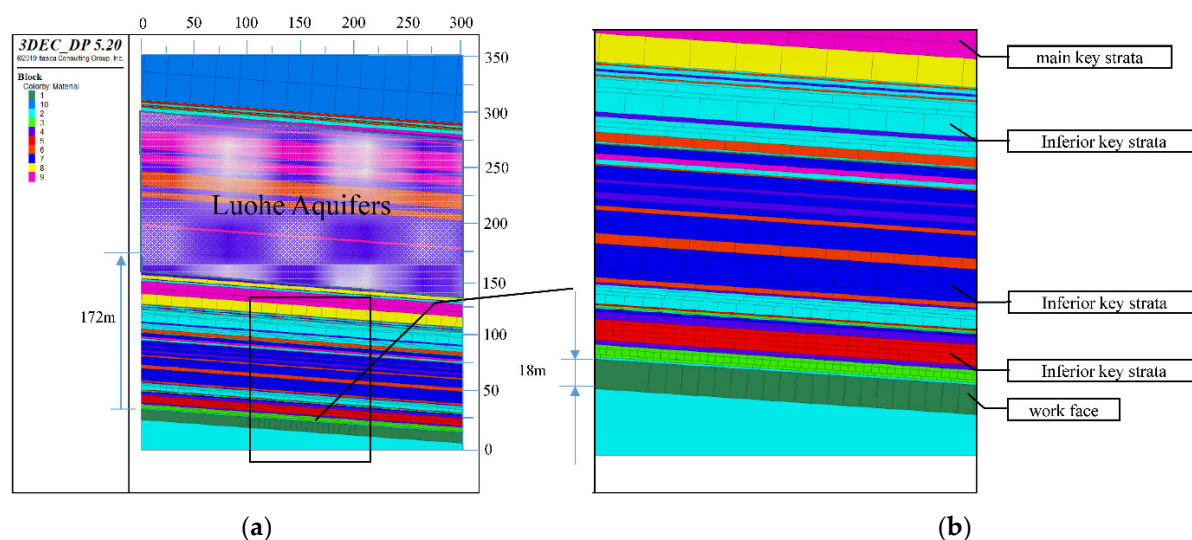 0 50 100 150 200 250 300
3DEC_DP 5.20
©2019 Itasca Consulting Group, Inc.
Block
Colorby: Material
1
10
2
3
4
5
6
7
8
9
350
300
250
200
150
100
50
0
Luohe Aquifers
172m
18m
main key strata
Inferior key strata
Inferior key strata
Inferior key strata
work face
(a)
(b)